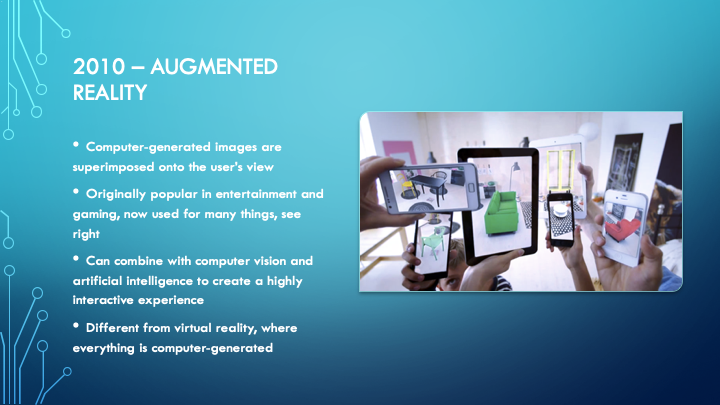 2010 – AUGMENTED
REALITY
• Computer-generated images are
superimposed onto the user's view
• Originally popular in entertainment and
gaming, now used for many things, see
right
• Can combine with computer vision and
artificial intelligence to create a highly
interactive experience
• Different from virtual reality, where
everything is computer-generated